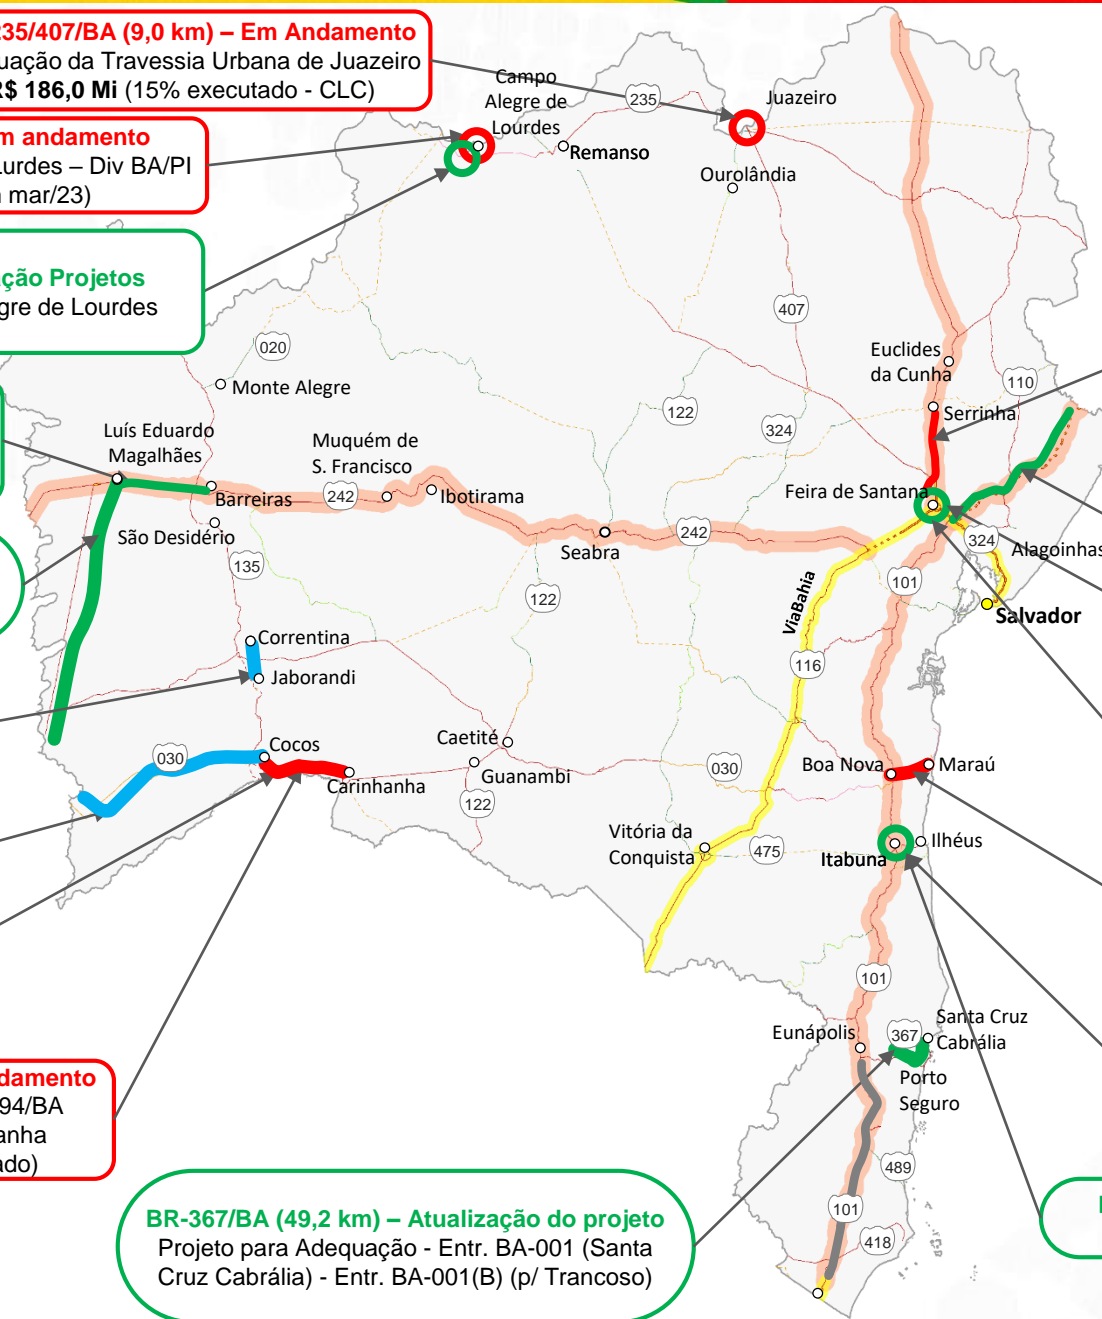 235/407/BA (9,0 km) – Em Andamento
uação da Travessia Urbana de Juazeiro
R$ 186,0 Mi (15% executado - CLC)
m andamento
Lurdes – Div BA/PI
mar/23)
ção Projetos
gre de Lourdes
Campo
Alegre de
Lourdes
235
Juazeiro
Remanso
Ourolândia
407
020
Monte Alegre
Euclides
da Cunha
110
122
324
Serrinha
Luís Eduardo
Magalhães
Muquém de
S. Francisco
Barreiras
242
Ibotirama
Feira de Santana
São Desidério
Seabra
242
324
Alagoinhas
135
122
101
ViaBahia
Salvador
Correntina
Jaborandi
116
Cocos
030
Caetité
Guanambi
Carinhanha
122
030
Boa Nova
Maraú
Vitória da
Conquista
475
Itabuna
Ilhéus
101
Eunápolis
367
Santa Cruz
Cabrália
Porto
Seguro
ndamento
94/BA
anha
ado)
489
101
418
BR-367/BA (49,2 km) – Atualização do projeto
Projeto para Adequação - Entr. BA-001 (Santa
Cruz Cabrália) - Entr. BA-001(B) (p/ Trancoso)